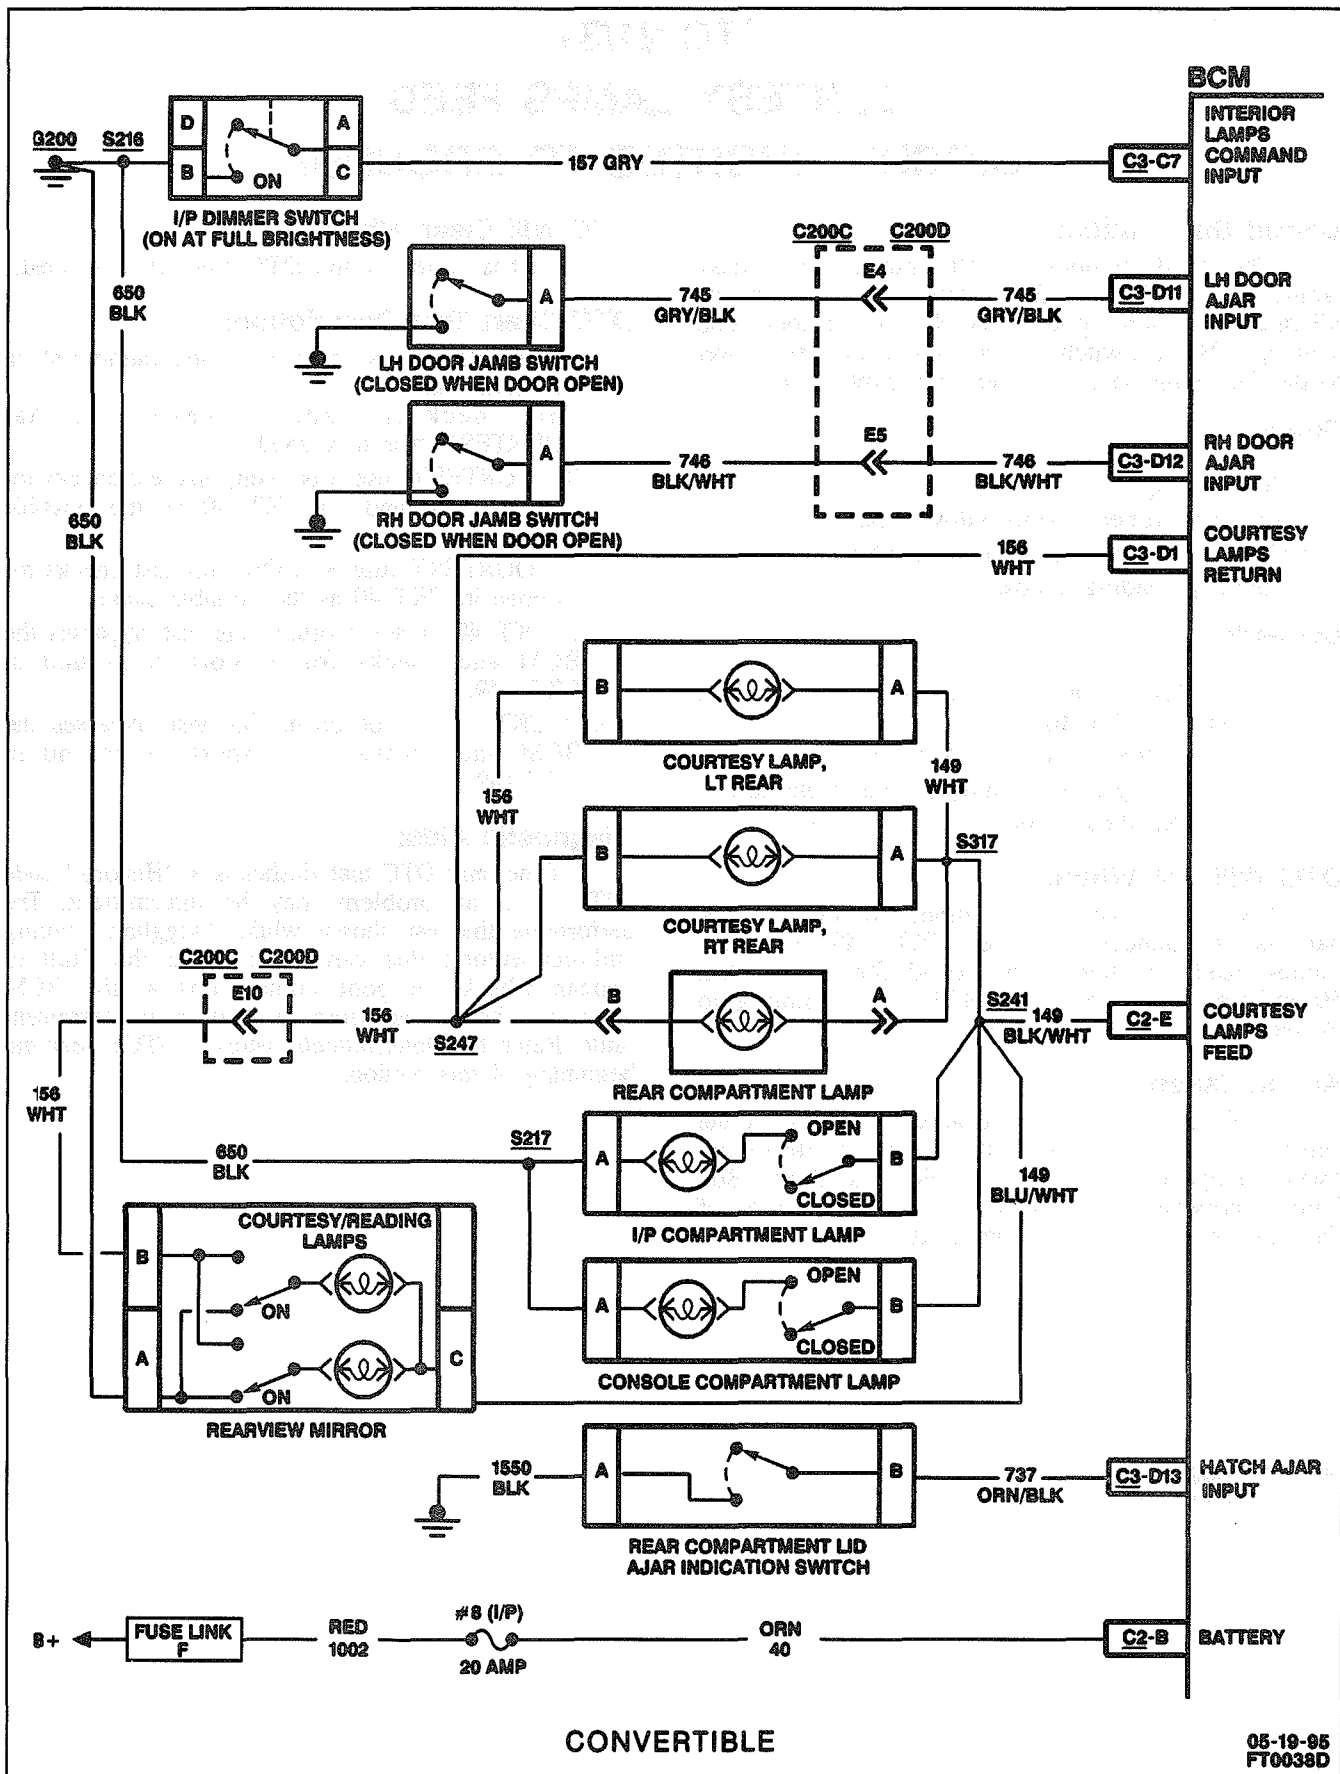 BCM
INTERIOR
LAMPS
COMMAND
INPUT
G200
S216
D
A
B
C
ON
157 GRY
C3-C7
I/P DIMMER SWITCH
(ON AT FULL BRIGHTNESS)
C200C
C200D
650
BLK
A
745
GRY/BLK
E4
745
GRY/BLK
C3-D11
LH DOOR
AJAR
INPUT
LH DOOR JAMB SWITCH
(CLOSED WHEN DOOR OPEN)
650
BLK
A
746
BLK/WHT
E5
746
BLK/WHT
C3-D12
RH DOOR
AJAR
INPUT
RH DOOR JAMB SWITCH
(CLOSED WHEN DOOR OPEN)
156
WHT
C3-D1
COURTESY
LAMPS
RETURN
B
A
COURTESY LAMP,
LT REAR
156
WHT
149
WHT
B
A
S317
COURTESY LAMP,
RT REAR
C200C
C200D
E10
156
WHT
S247
B
A
S241
149
BLK/WHT
C2-E
COURTESY
LAMPS
FEED
REAR COMPARTMENT LAMP
156
WHT
650
BLK
S217
A
OPEN
CLOSED
B
149
BLU/WHT
I/P COMPARTMENT LAMP
COURTESY/READING
LAMPS
B
ON
A
ON
C
REARVIEW MIRROR
A
OPEN
CLOSED
B
CONSOLE COMPARTMENT LAMP
1550
BLK
A
B
737
ORN/BLK
C3-D13
HATCH AJAR
INPUT
REAR COMPARTMENT LID
AJAR INDICATION SWITCH
B+
FUSE LINK
F
RED
1002
#8 (I/P)
20 AMP
ORN
40
C2-B
BATTERY
CONVERTIBLE
05-19-95
FT0038D